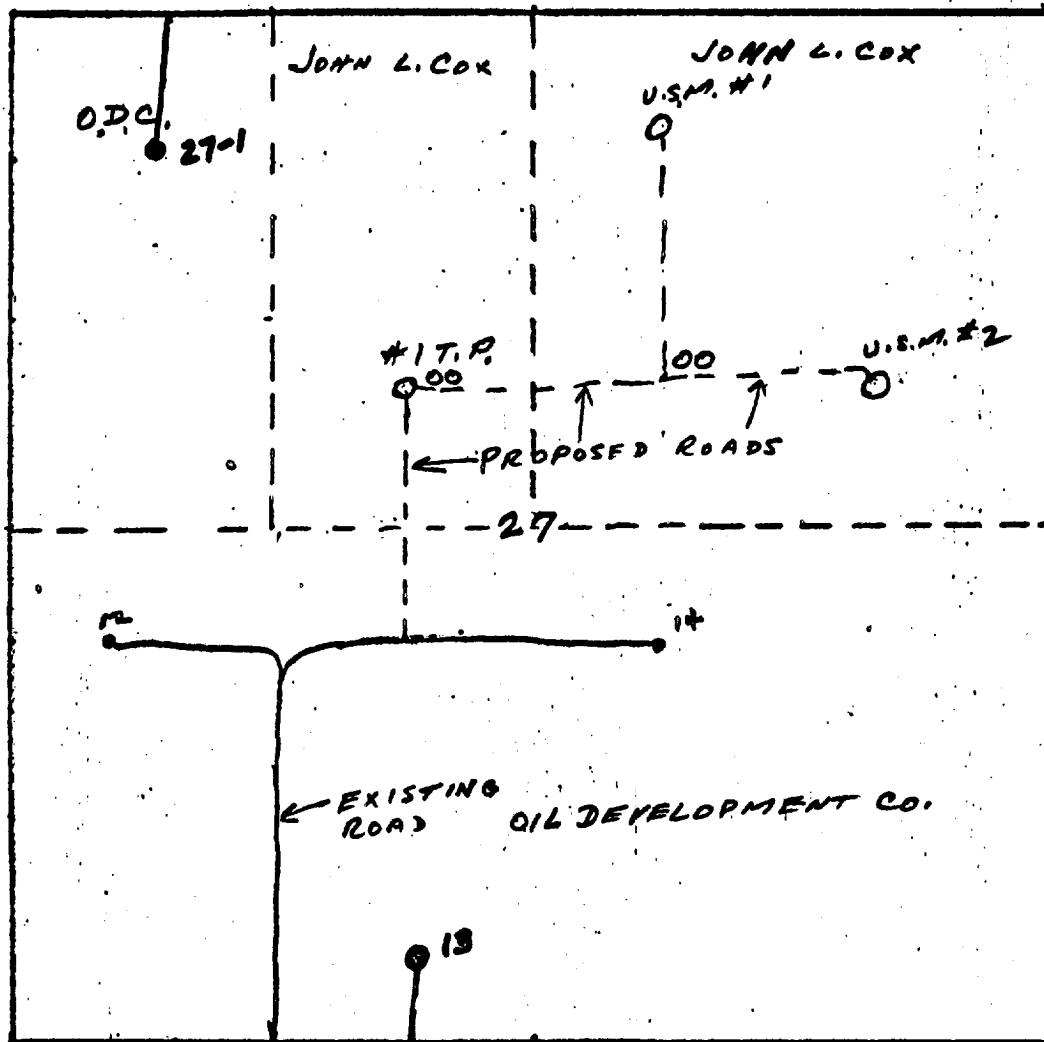 JOHN L. COX
JOHN L. COX
U.S.M. #1
O.D.C.
27-1
#1 T.P.
00
00
U.S.M. #2
PROPOSED ROADS
27
12
14
EXISTING
ROAD
OIL DEVELOPMENT CO.
13